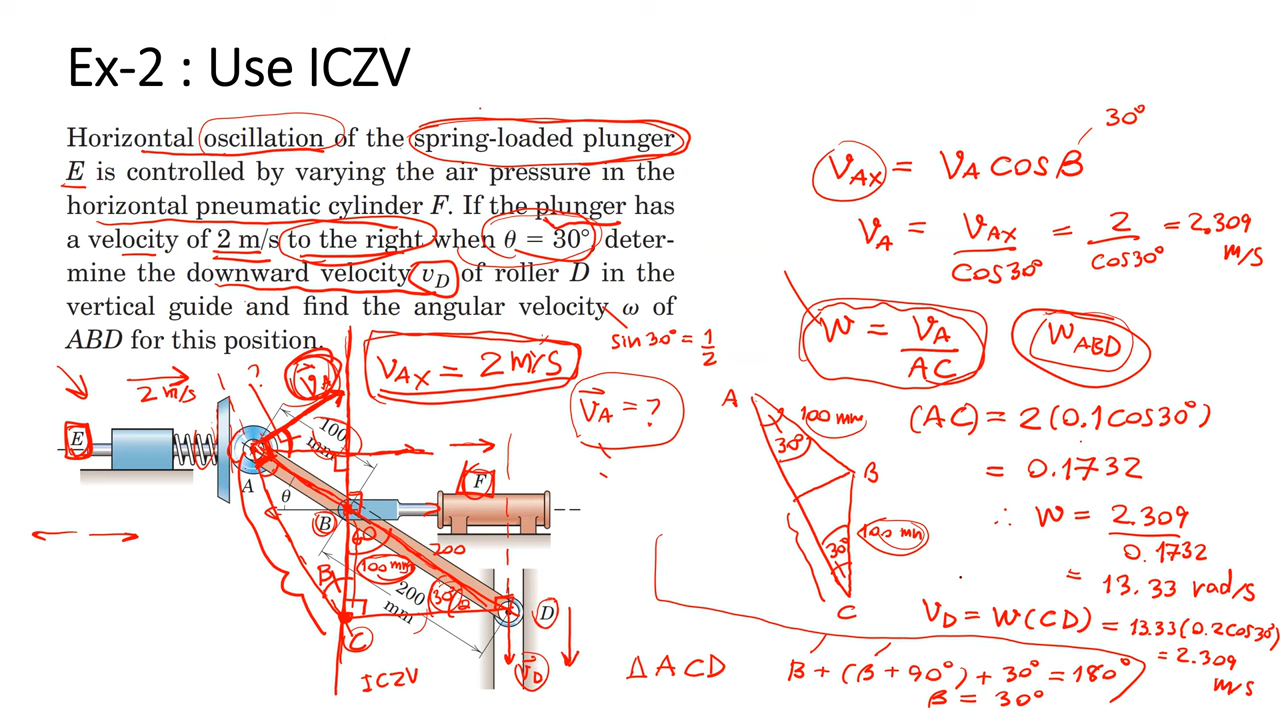 Ex-2 : Use ICZV
Horizontal oscillation of the spring-loaded plunger
E is controlled by varying the air pressure in the
horizontal pneumatic cylinder F. If the plunger has
a velocity of 2 m/s to the right when θ = 30° deter-
mine the downward velocity v_D of roller D in the
vertical guide and find the angular velocity ω of
ABD for this position.
sin 30° = 1/2
V_AX = 2 m/s
V_A = ?
2 m/s
?
V_A
E
A
θ
100
mm
F
B
60
200
100 mm
B
30°
200
mm
D
C
V_D
ICZV
30°
V_AX = V_A COS B
V_A = V_AX / COS30° = 2 / cos30° = 2.309
m/s
W = V_A / AC
W_ABD
A
100 mm
30°
B
30°
100 mm
C
(AC) = 2(0.1 cos 30°)
= 0.1732
∴ W = 2.309 / 0.1732
= 13.33 rad/s
V_D = W(CD) = 13.33(0.2cos30°)
= 2.309
m/s
Δ ACD
B + (B + 90°) + 30° = 180°
B = 30°